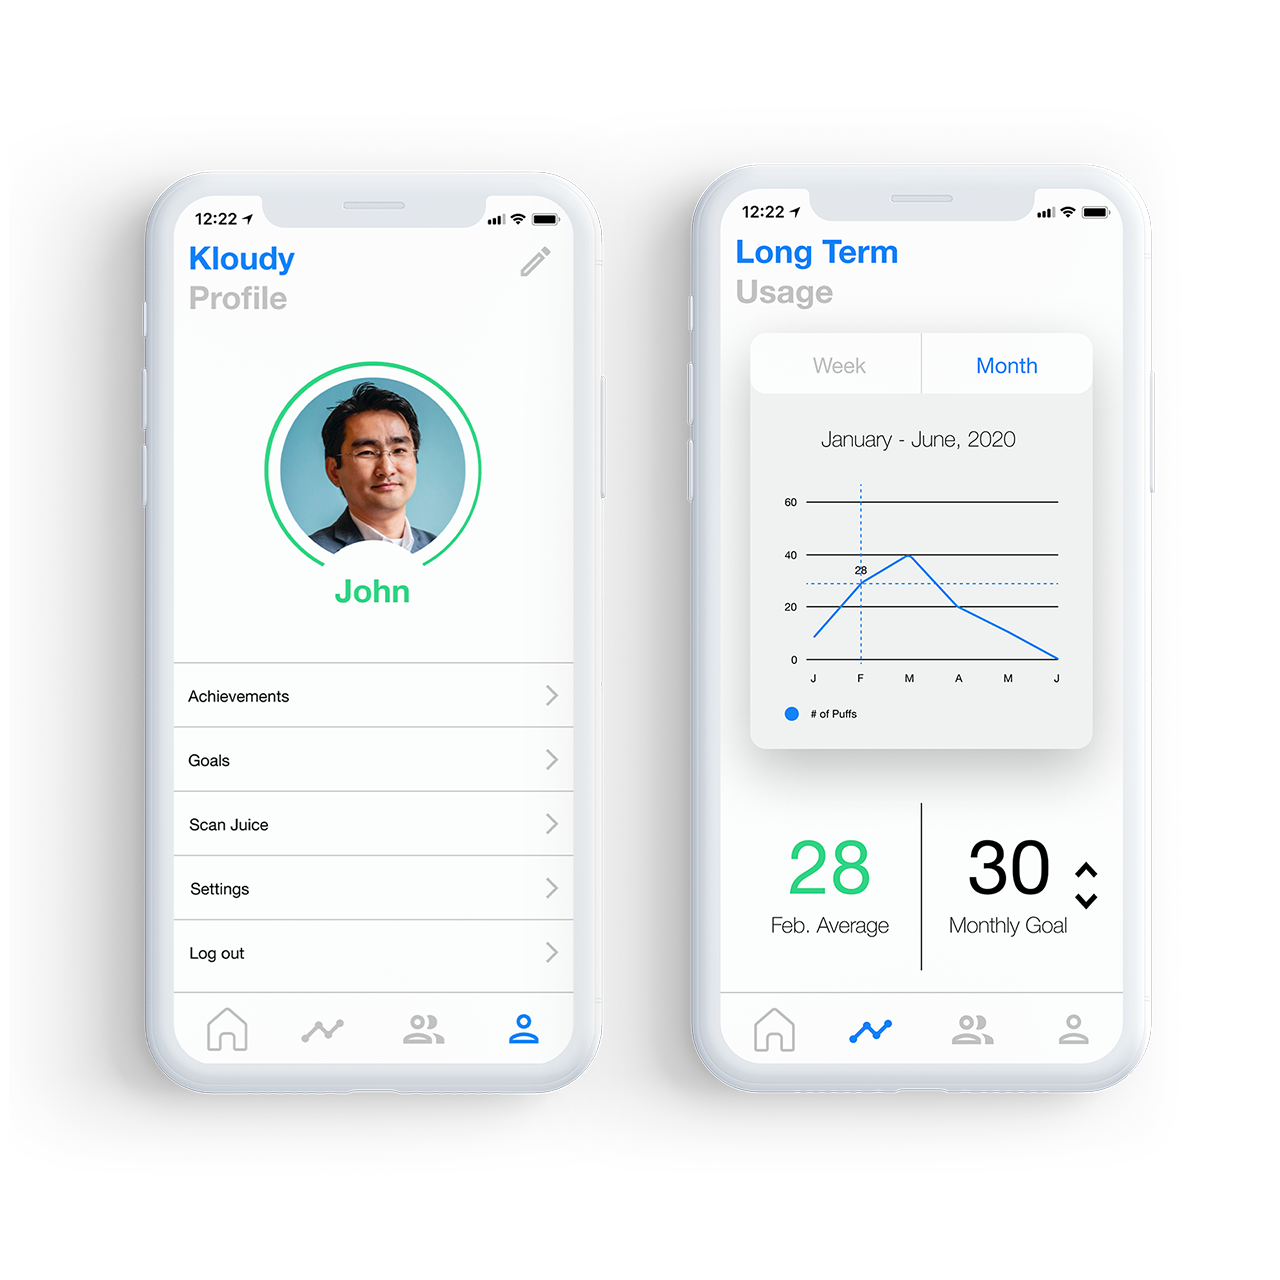 12:22
Kloudy
Profile
John
Achievements
Goals
Scan Juice
Settings
Log out
12:22
Long Term
Usage
Week Month
January - June, 2020
60
40
28
20
0
J F M A M J
# of Puffs
28 30
Feb. Average Monthly Goal